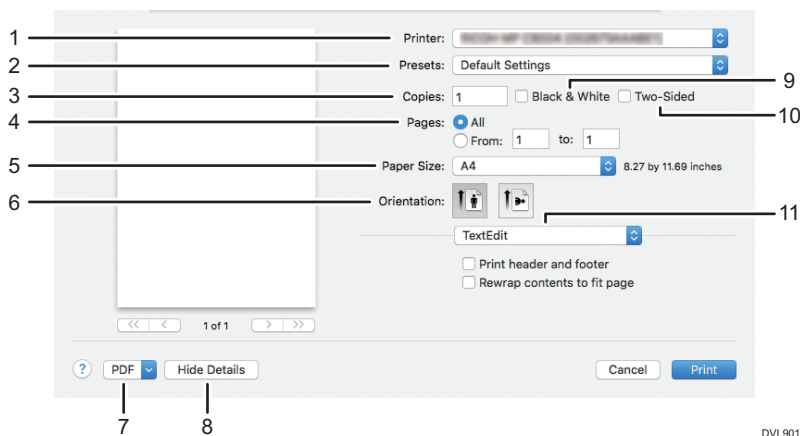 1 Printer:
2 Presets: Default Settings
9
3 Copies: 1 Black & White Two-Sided
10
4 Pages: All
From: 1 to: 1
5 Paper Size: A4 8.27 by 11.69 inches
6 Orientation:
11
TextEdit
Print header and footer
Rewrap contents to fit page
<< < 1 of 1 > >>
? PDF Hide Details Cancel Print
7 8
DVL901